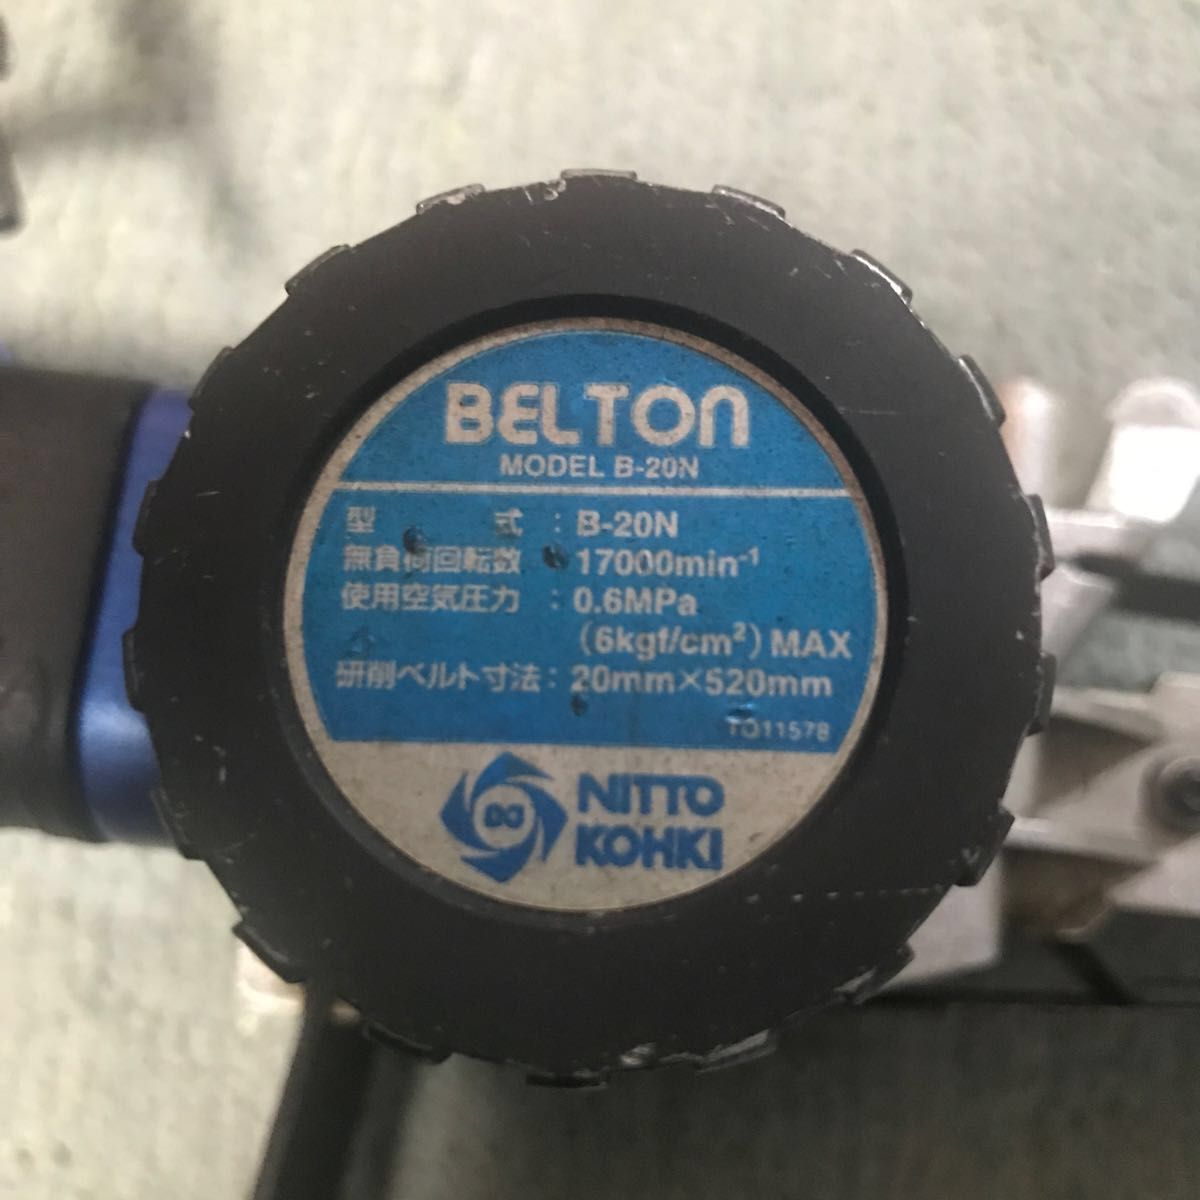 BELTON
MODEL B-20N
型式 : B-20N
無負荷回転数 : 17000min⁻¹
使用空気圧力 : 0.6MPa
(6kgf/cm²) MAX
研削ベルト寸法 : 20mm×520mm
TQ11578
NITTO
KOHKI